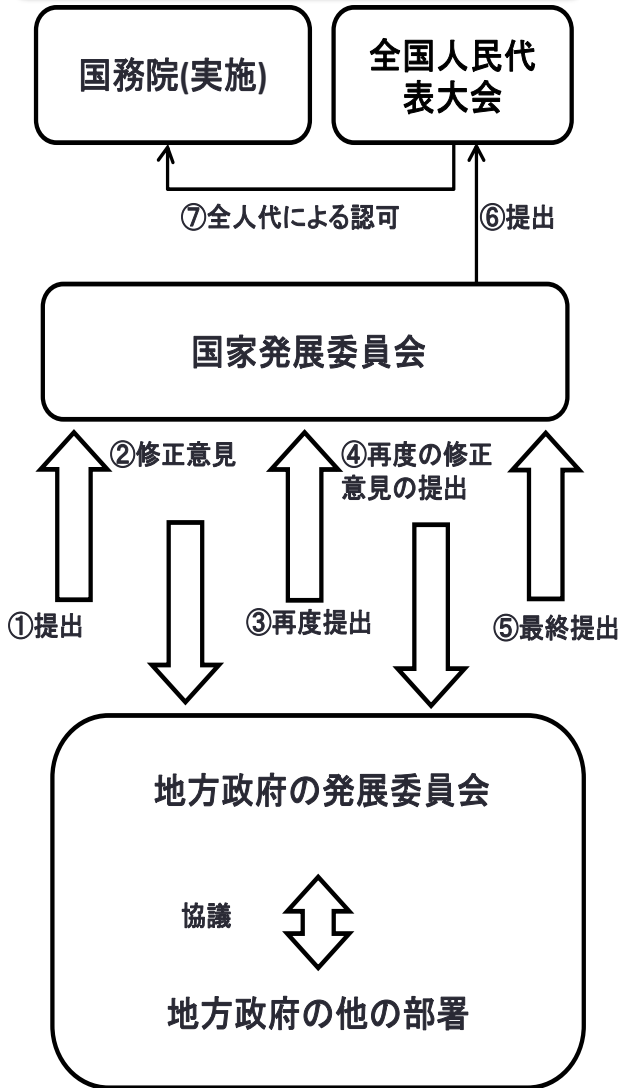 国務院(実施)
全国人民代
表大会
⑦全人代による認可
⑥提出
国家発展委員会
②修正意見
④再度の修正
意見の提出
①提出
③再度提出
⑤最終提出
地方政府の発展委員会
協議
地方政府の他の部署